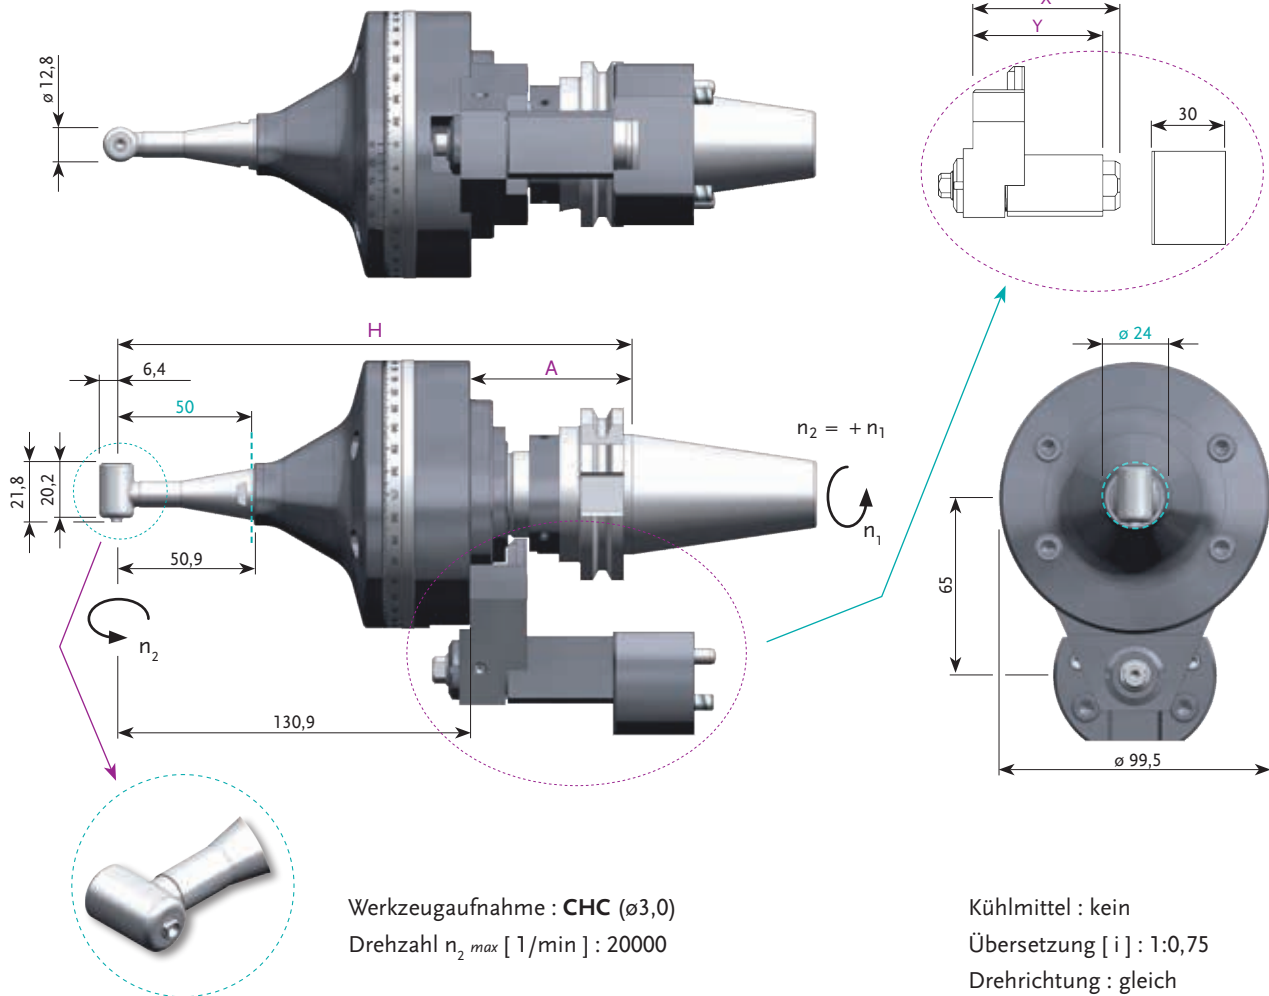 X
Y
ø 12,8
30
H
ø 24
6,4
A
50
n₂ = + n₁
21,8
20,2
n₁
50,9
65
n₂
130,9
ø 99,5
Werkzeugaufnahme : CHC (ø3,0)
Kühlmittel : kein
Drehzahl n₂ max [ 1/min ] : 20000
Übersetzung [ i ] : 1:0,75
Drehrichtung : gleich